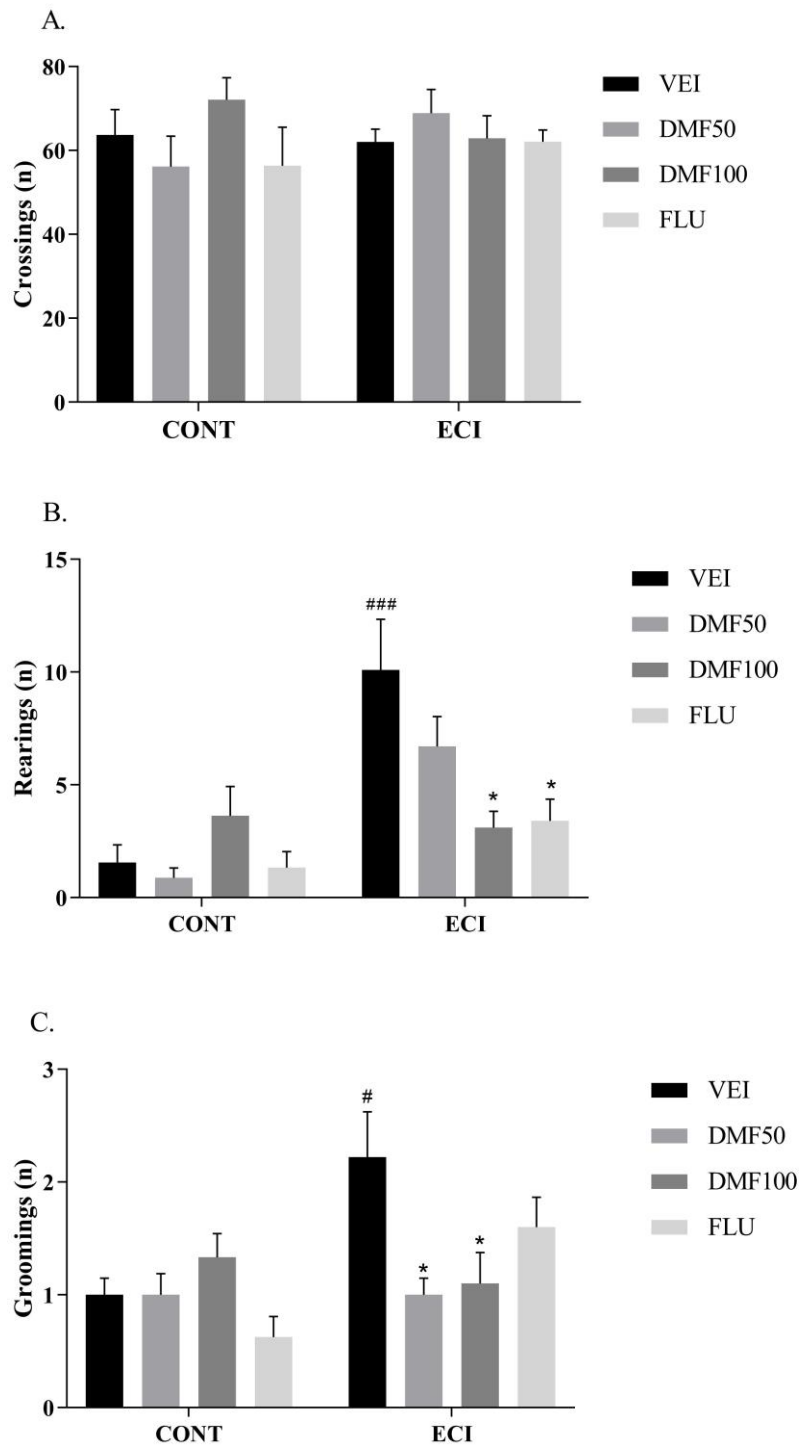 A.
Crossings (n)
80
60
40
20
0
CONT
ECI
VEI
DMF50
DMF100
FLU
B.
Rearings (n)
15
10
5
0
###
*
*
CONT
ECI
VEI
DMF50
DMF100
FLU
C.
Groomings (n)
3
2
1
0
#
*
*
CONT
ECI
VEI
DMF50
DMF100
FLU